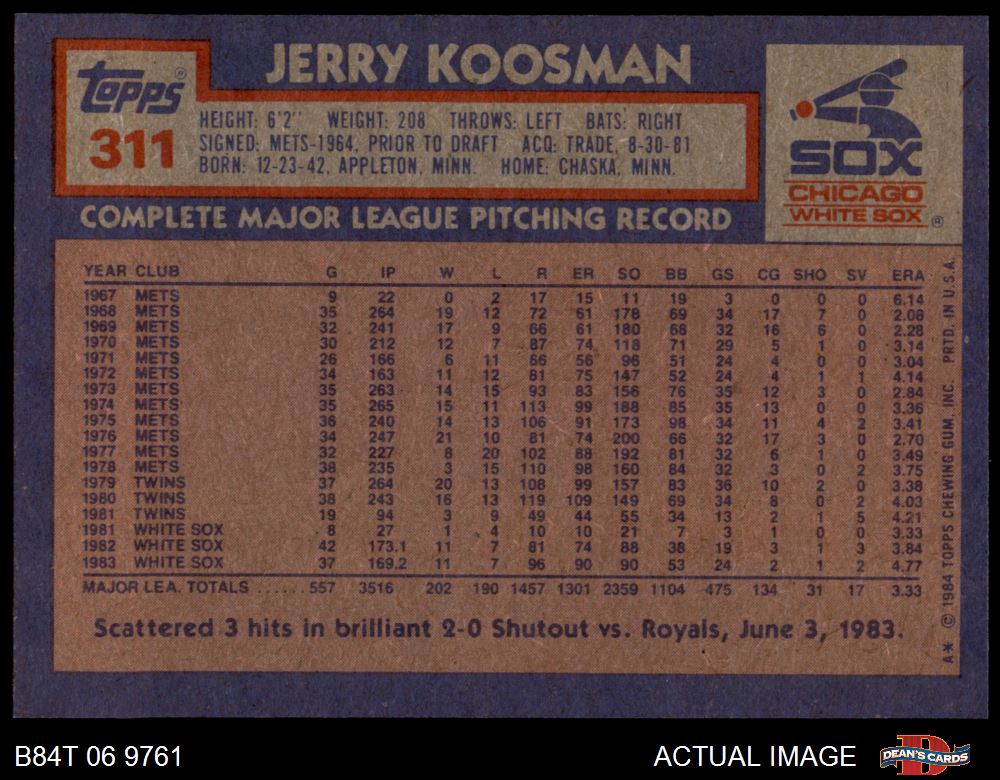 JERRY KOOSMAN
Topps®
311
HEIGHT: 6'2" WEIGHT: 208 THROWS: LEFT BATS: RIGHT
SIGNED: METS-1964, PRIOR TO DRAFT ACQ: TRADE, 8-30-81
BORN: 12-23-42, APPLETON, MINN. HOME: CHASKA, MINN.
SOX
CHICAGO
WHITE SOX ®
COMPLETE MAJOR LEAGUE PITCHING RECORD
YEAR CLUB G IP W L R ER SO BB GS CG SHO SV ERA
1967 METS 9 22 0 2 17 15 11 19 3 0 0 0 6.14
1968 METS 35 264 19 12 72 61 178 69 34 17 7 0 2.08
1969 METS 32 241 17 9 66 61 180 68 32 16 6 0 2.28
1970 METS 30 212 12 7 87 74 118 71 29 5 1 0 3.14
1971 METS 26 166 6 11 66 56 96 51 24 4 0 0 3.04
1972 METS 34 163 11 12 81 75 147 52 24 4 1 1 4.14
1973 METS 35 263 14 15 93 83 156 76 35 12 3 0 2.84
1974 METS 35 265 15 11 113 99 188 85 35 13 0 0 3.36
1975 METS 36 240 14 13 106 91 173 98 34 11 4 2 3.41
1976 METS 34 247 21 10 81 74 200 66 32 17 3 0 2.70
1977 METS 32 227 8 20 102 88 192 81 32 6 1 0 3.49
1978 METS 38 235 3 15 110 98 160 84 32 3 0 2 3.75
1979 TWINS 37 264 20 13 108 99 157 83 36 10 2 0 3.38
1980 TWINS 38 243 16 13 119 109 149 69 34 8 0 2 4.03
1981 TWINS 19 94 3 9 49 44 55 34 13 2 1 5 4.21
1981 WHITE SOX 8 27 1 4 10 10 21 7 3 1 0 0 3.33
1982 WHITE SOX 42 173.1 11 7 81 74 88 38 19 3 1 3 3.84
1983 WHITE SOX 37 169.2 11 7 96 90 90 53 24 2 1 2 4.77
MAJOR LEA. TOTALS ...... 557 3516 202 190 1457 1301 2359 1104 475 134 31 17 3.33
Scattered 3 hits in brilliant 2-0 Shutout vs. Royals, June 3, 1983.
A* © 1984 TOPPS CHEWING GUM, INC. PRTD. IN U.S.A.
B84T 06 9761
ACTUAL IMAGE
DEAN'S CARDS